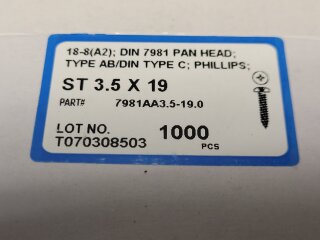 18-8(A2); DIN 7981 PAN HEAD;
TYPE AB/DIN TYPE C; PHILLIPS;
ST 3.5 X 19
PART# 7981AA3.5-19.0
LOT NO. 1000 PCS
T070308503